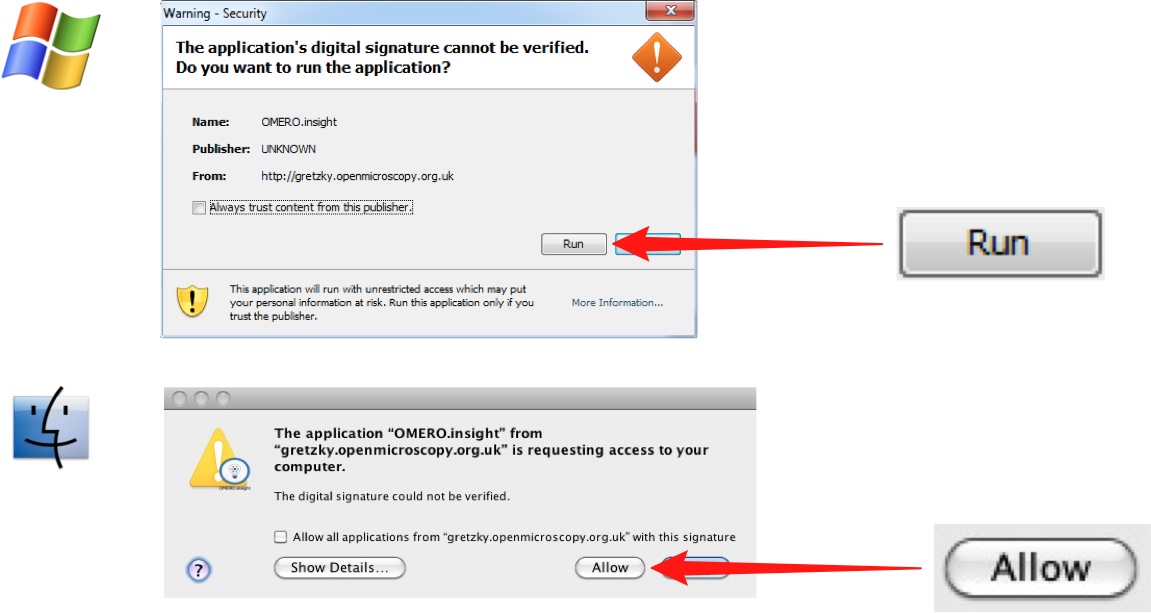 Warning - Security
The application's digital signature cannot be verified.
Do you want to run the application?
Name: OMERO.insight
Publisher: UNKNOWN
From: http://gretzky.openmicroscopy.org.uk
Always trust content from this publisher.
Run
Run
This application will run with unrestricted access which may put
your personal information at risk. Run this application only if you
trust the publisher.
More Information...
The application “OMERO.insight” from
“gretzky.openmicroscopy.org.uk” is requesting access to your
computer.
OMERO.insight
The digital signature could not be verified.
Allow all applications from “gretzky.openmicroscopy.org.uk” with this signature
?
Show Details...
Allow
Allow